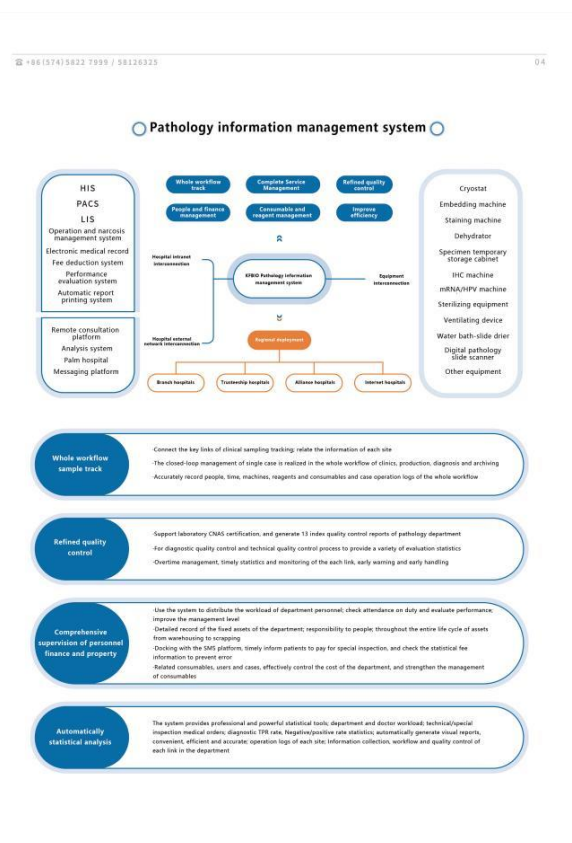 ☎ +86(574)5822 7999 / 58126325
04
Pathology information management system
HIS
PACS
LIS
Operation and narcosis
management system
Electronic medical record
Fee deduction system
Performance
evaluation system
Automatic report
printing system
Remote consultation
platform
Analysis system
Palm hospital
Messaging platform
Whole workflow
track
Complete Service
Management
Refined quality
control
People and finance
management
Consumable and
reagent management
Improve
efficiency
Hospital intranet
interconnection
KFBIO Pathology information
management system
Equipment
interconnection
Hospital external
network interconnection
Regional deployment
Branch hospitals
Trusteeship hospitals
Alliance hospitals
Internet hospitals
Cryostat
Embedding machine
Staining machine
Dehydrator
Specimen temporary
storage cabinet
IHC machine
mRNA/HPV machine
Sterilizing equipment
Ventilating device
Water bath-slide drier
Digital pathology
slide scanner
Other equipment
Whole workflow
sample track
·Connect the key links of clinical sampling tracking; relate the information of each site
·The closed-loop management of single case is realized in the whole workflow of clinics, production, diagnosis and archiving
·Accurately record people, time, machines, reagents and consumables and case operation logs of the whole workflow
Refined quality
control
·Support laboratory CNAS certification, and generate 13 index quality control reports of pathology department
·For diagnostic quality control and technical quality control process to provide a variety of evaluation statistics
·Overtime management, timely statistics and monitoring of the each link, early warning and early handling
Comprehensive
supervision of personnel
finance and property
·Use the system to distribute the workload of department personnel; check attendance on duty and evaluate performance;
improve the management level
·Detailed record of the fixed assets of the department; responsibility to people; throughout the entire life cycle of assets
from warehousing to scrapping
·Docking with the SMS platform, timely inform patients to pay for special inspection, and check the statistical fee
information to prevent error
·Related consumables, users and cases, effectively control the cost of the department, and strengthen the management
of consumables
Automatically
statistical analysis
The system provides professional and powerful statistical tools; department and doctor workload; technical/special
inspection medical orders; diagnostic TPR rate, Negative/positive rate statistics; automatically generate visual reports,
convenient, efficient and accurate; operation logs of each site; Information collection, workflow and quality control of
each link in the department